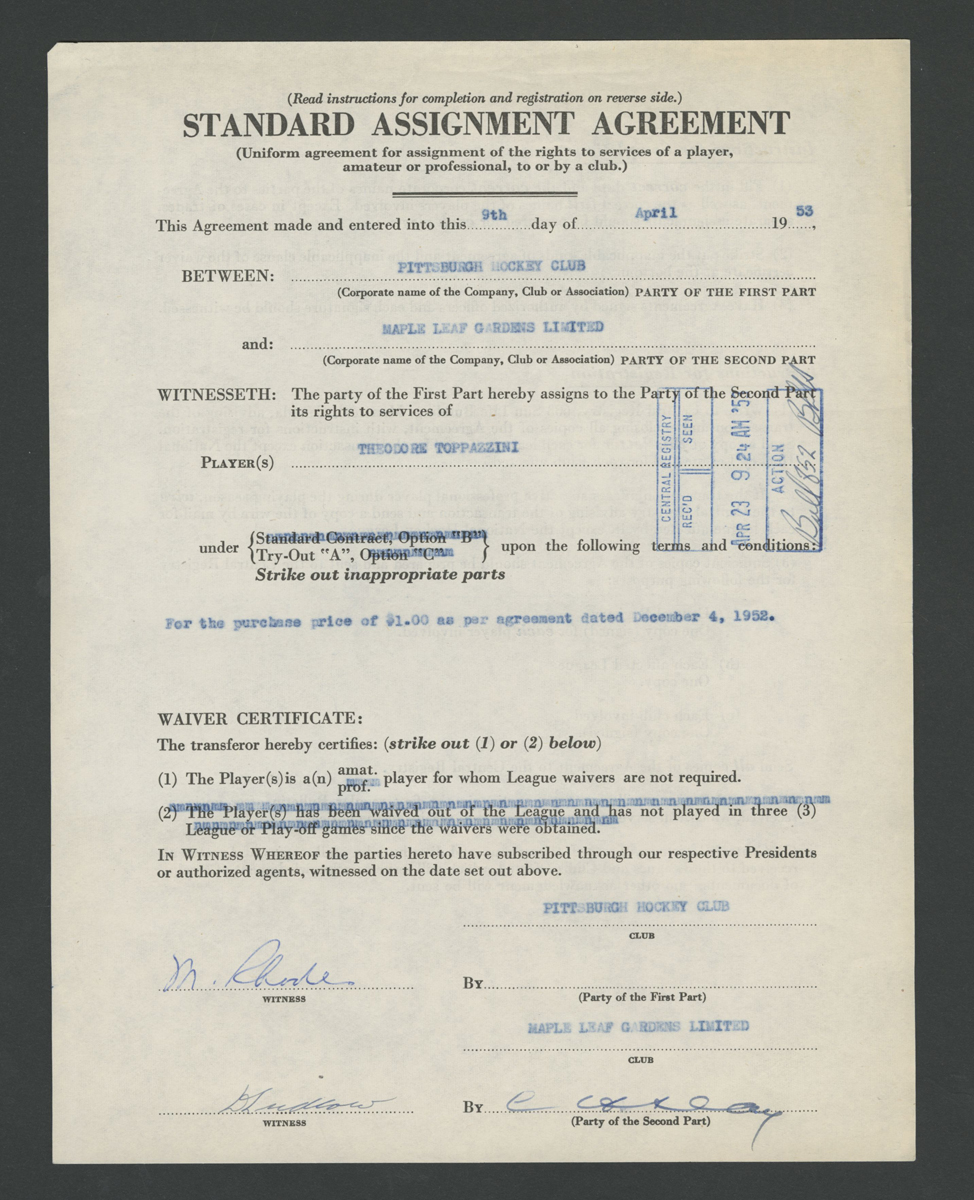 (Read instructions for completion and registration on reverse side.)
STANDARD ASSIGNMENT AGREEMENT
(Uniform agreement for assignment of the rights to services of a player,
amateur or professional, to or by a club.)
This Agreement made and entered into this 9th day of April 19 53,
BETWEEN: PITTSBURGH HOCKEY CLUB
(Corporate name of the Company, Club or Association) PARTY OF THE FIRST PART
and: MAPLE LEAF GARDENS LIMITED
(Corporate name of the Company, Club or Association) PARTY OF THE SECOND PART
WITNESSETH: The party of the First Part hereby assigns to the Party of the Second Part
its rights to services of
PLAYER(S) THEODORE TOPPAZZINI
CENTRAL REGISTRY
REC'D SEEN
APR 23 9 24 AM
ACTION
Bull 852
under {Standard Contract, Option "B"
Try-Out "A", Option "C"} upon the following terms and conditions:
Strike out inappropriate parts
For the purchase price of $1.00 as per agreement dated December 4, 1952.
WAIVER CERTIFICATE:
The transferor hereby certifies: (strike out (1) or (2) below)
(1) The Player(s) is a(n) amat. prof. player for whom League waivers are not required.
(2) The Player(s) has been waived out of the League and has not played in three (3)
League or Play-off games since the waivers were obtained.
IN WITNESS WHEREOF the parties hereto have subscribed through our respective Presidents
or authorized agents, witnessed on the date set out above.
PITTSBURGH HOCKEY CLUB
CLUB
M. Rhodes By
WITNESS (Party of the First Part)
MAPLE LEAF GARDENS LIMITED
CLUB
Ludlow By
WITNESS (Party of the Second Part)